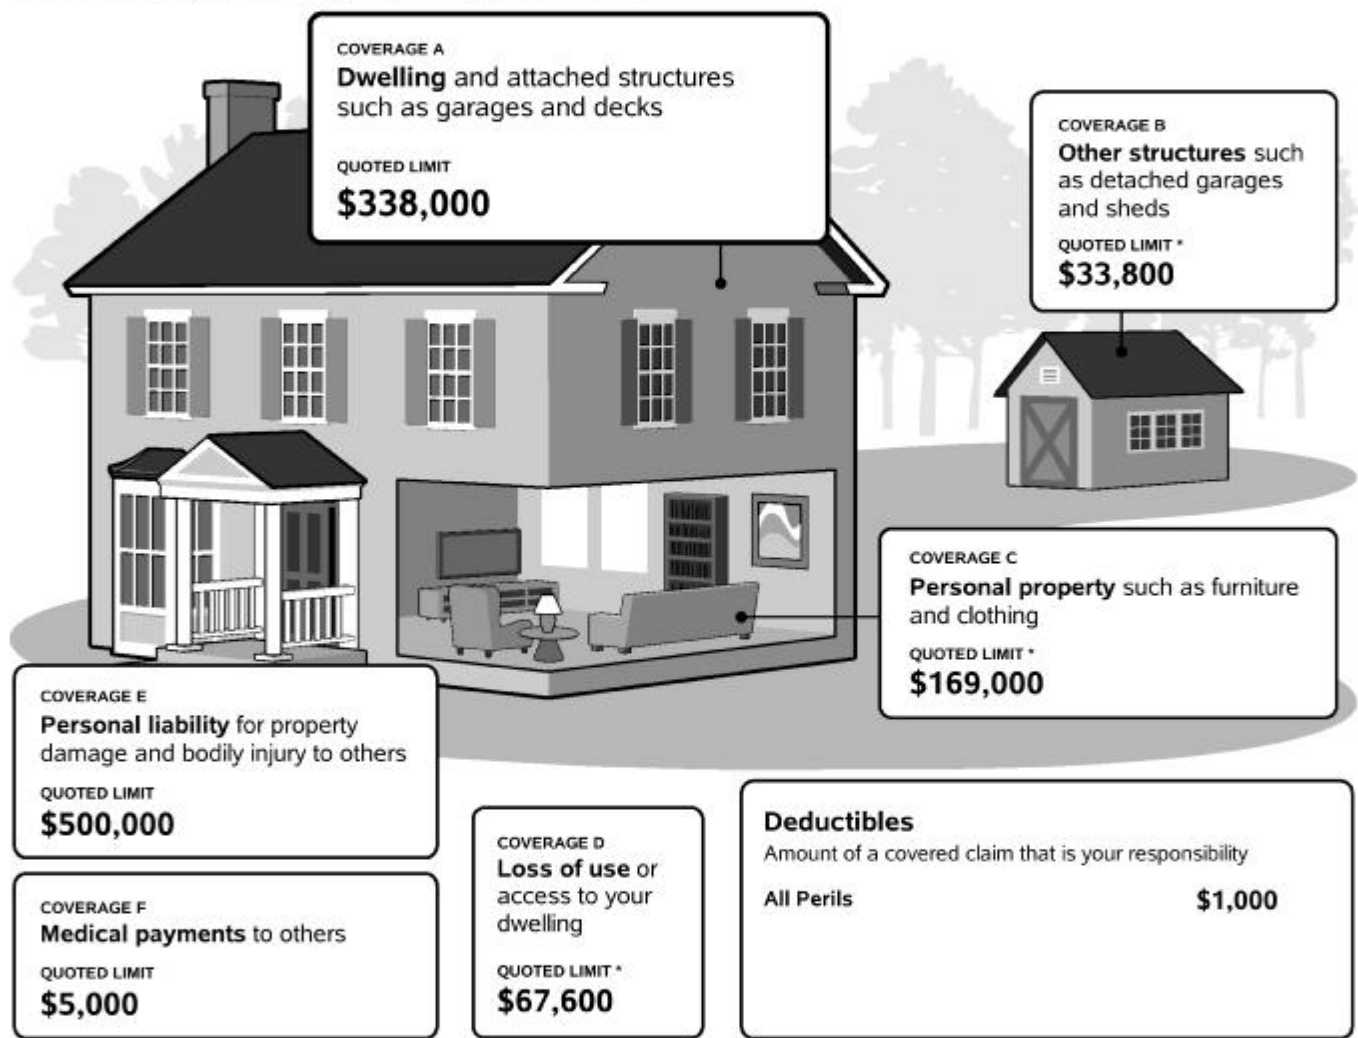 COVERAGE A
Dwelling and attached structures
such as garages and decks
QUOTED LIMIT
$338,000
COVERAGE B
Other structures such
as detached garages
and sheds
QUOTED LIMIT *
$33,800
COVERAGE C
Personal property such as furniture
and clothing
QUOTED LIMIT *
$169,000
COVERAGE E
Personal liability for property
damage and bodily injury to others
QUOTED LIMIT
$500,000
COVERAGE F
Medical payments to others
QUOTED LIMIT
$5,000
COVERAGE D
Loss of use or
access to your
dwelling
QUOTED LIMIT *
$67,600
Deductibles
Amount of a covered claim that is your responsibility
All Perils $1,000